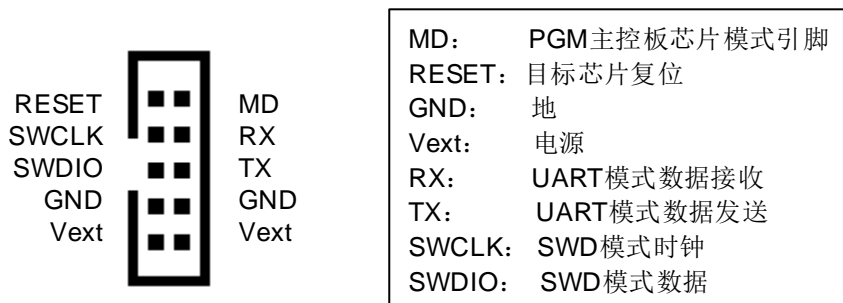 RESET MD
SWCLK RX
SWDIO TX
GND GND
Vext Vext
MD： PGM主控板芯片模式引脚
RESET：目标芯片复位
GND： 地
Vext： 电源
RX： UART模式数据接收
TX： UART模式数据发送
SWCLK： SWD模式时钟
SWDIO： SWD模式数据